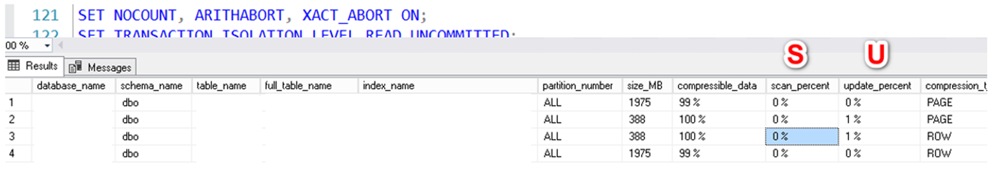 121 SET NOCOUNT, ARITHABORT, XACT_ABORT ON;
122 SET TRANSACTION ISOLATION LEVEL READ UNCOMMITTED;
00 %
S U
Results Messages
database_name schema_name table_name full_table_name index_name partition_number size_MB compressible_data scan_percent update_percent compression_t
1 dbo ALL 1975 99 % 0 % 0 % PAGE
2 dbo ALL 388 100 % 0 % 1 % PAGE
3 dbo ALL 388 100 % 0 % 1 % ROW
4 dbo ALL 1975 99 % 0 % 0 % ROW